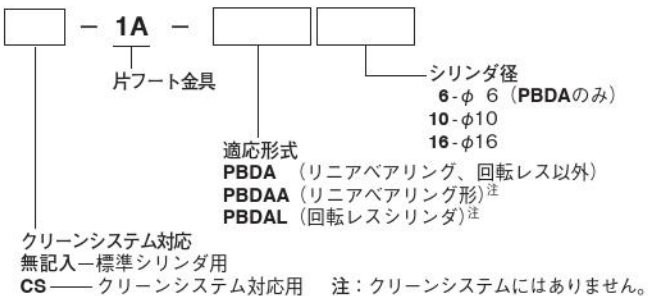 − 1A −
片フート金具
シリンダ径
6-φ 6（PBDAのみ）
10-φ10
16-φ16
適応形式
PBDA （リニアベアリング、回転レス以外）
PBDAA（リニアベアリング形）注
PBDAL（回転レスシリンダ）注
クリーンシステム対応
無記入―標準シリンダ用
CS――クリーンシステム対応用 注：クリーンシステムにはありません。